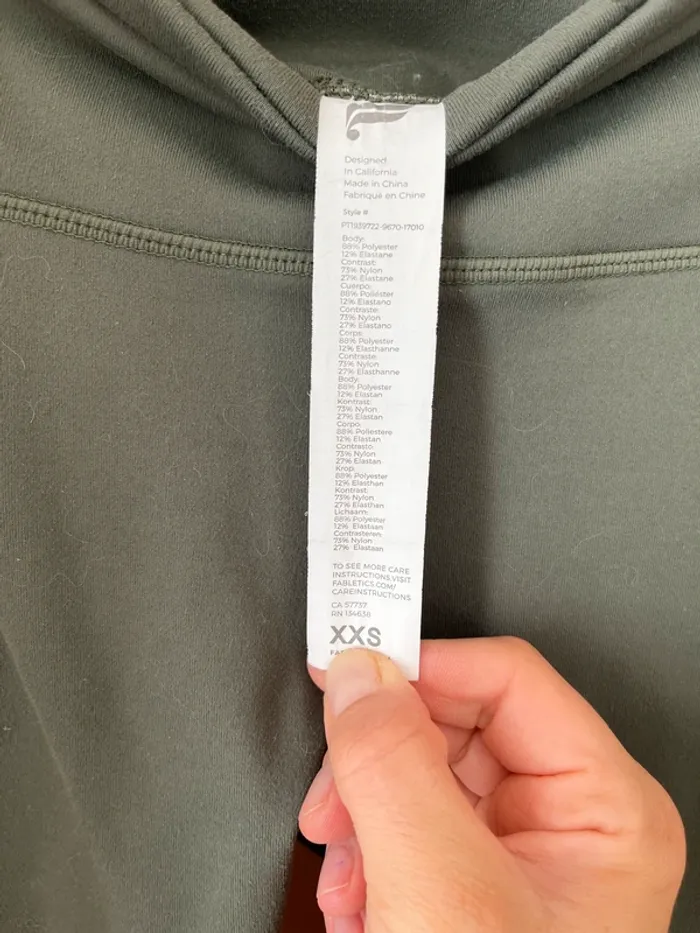 Designed
In California
Made in China
Fabriqué en Chine
Style #
PT1939722-9670-17010
Body:
88% Polyester
12% Elastane
Contrast:
73% Nylon
27% Elastane
Cuerpo:
88% Poliéster
12% Elastano
Contraste:
73% Nylon
27% Elastano
Corps:
88% Polyester
12% Elasthanne
Contraste:
73% Nylon
27% Elasthanne
Body:
88% Polyester
12% Elastan
Kontrast:
73% Nylon
27% Elastan
Corpo:
88% Poliestere
12% Elastan
Contrasto:
73% Nylon
27% Elastan
Krop:
88% Polyester
12% Elasthan
Kontrast:
73% Nylon
27% Elasthan
Lichaam:
88% Polyester
12% Elastaan
Contrasteren:
73% Nylon
27% Elastaan
TO SEE MORE CARE
INSTRUCTIONS VISIT
FABLETICS.COM/
CAREINSTRUCTIONS
CA 57737
RN 134638
XXS